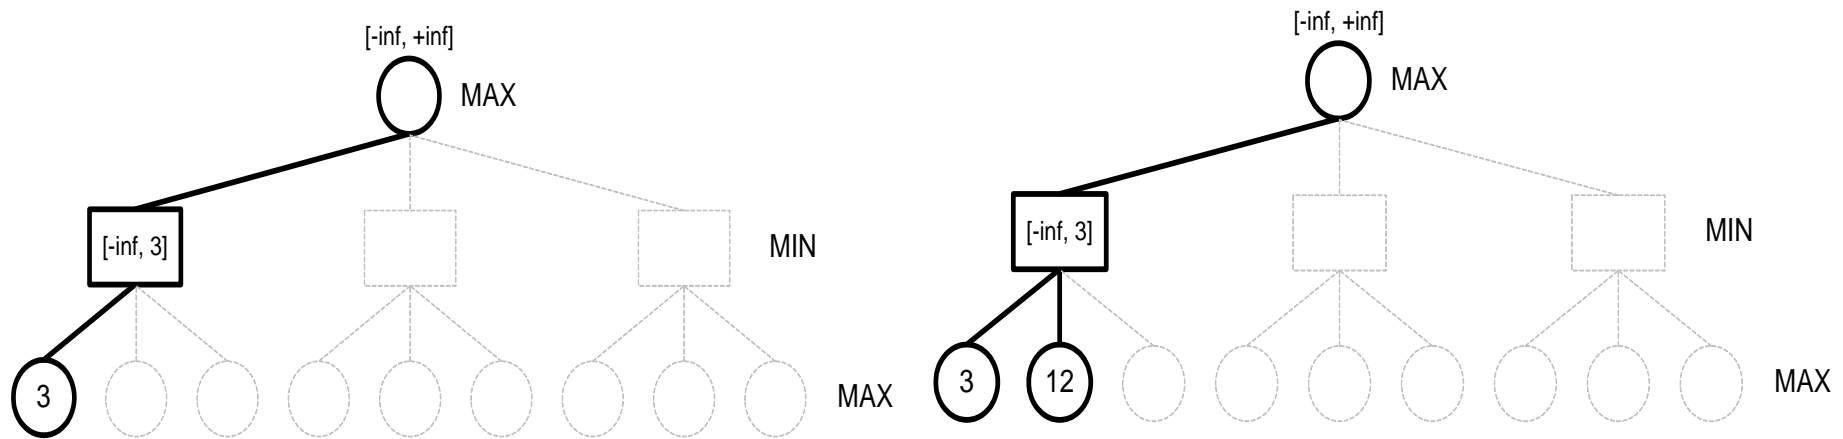 [-inf, +inf]
MAX
[-inf, 3]
MIN
3
MAX
[-inf, +inf]
MAX
[-inf, 3]
MIN
3 12
MAX